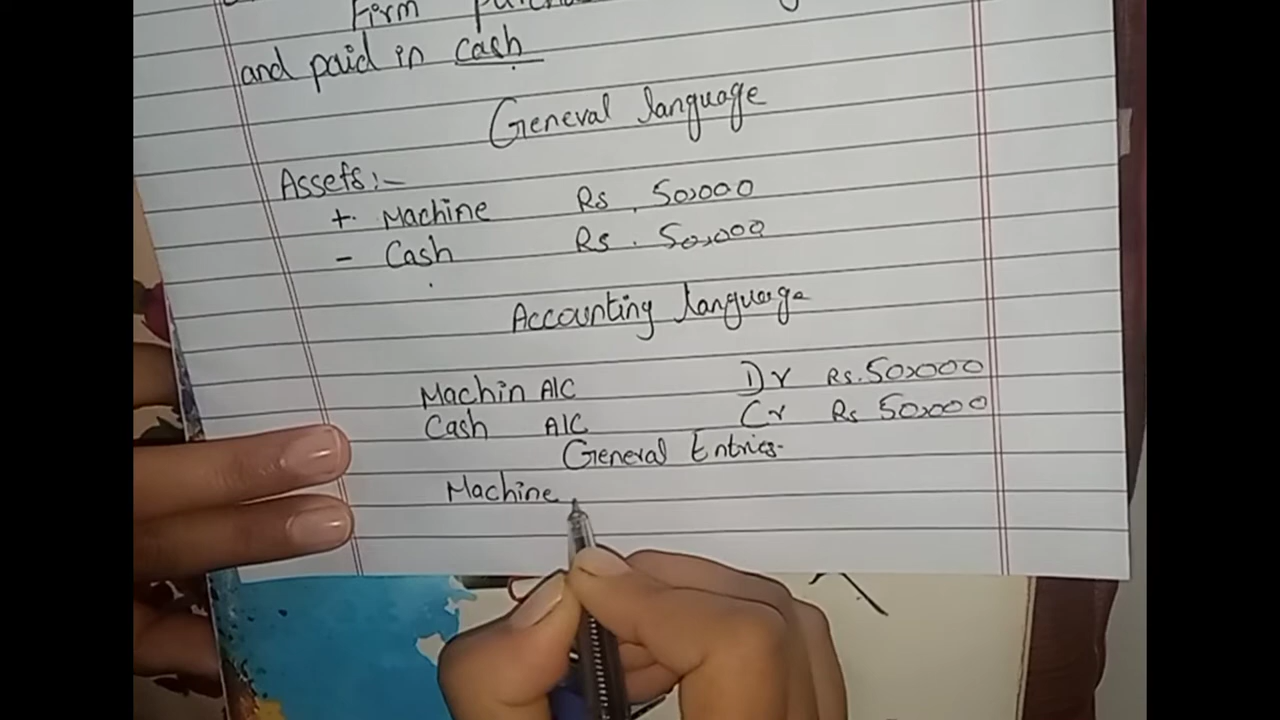 Firm
and paid in cash
General language
Assets:-
+ Machine Rs. 50,000
- Cash Rs. 50,000
Accounting language
Machin A/C Dr Rs. 50,000
Cash A/C Cr Rs 50,000
General Entries-
Machine